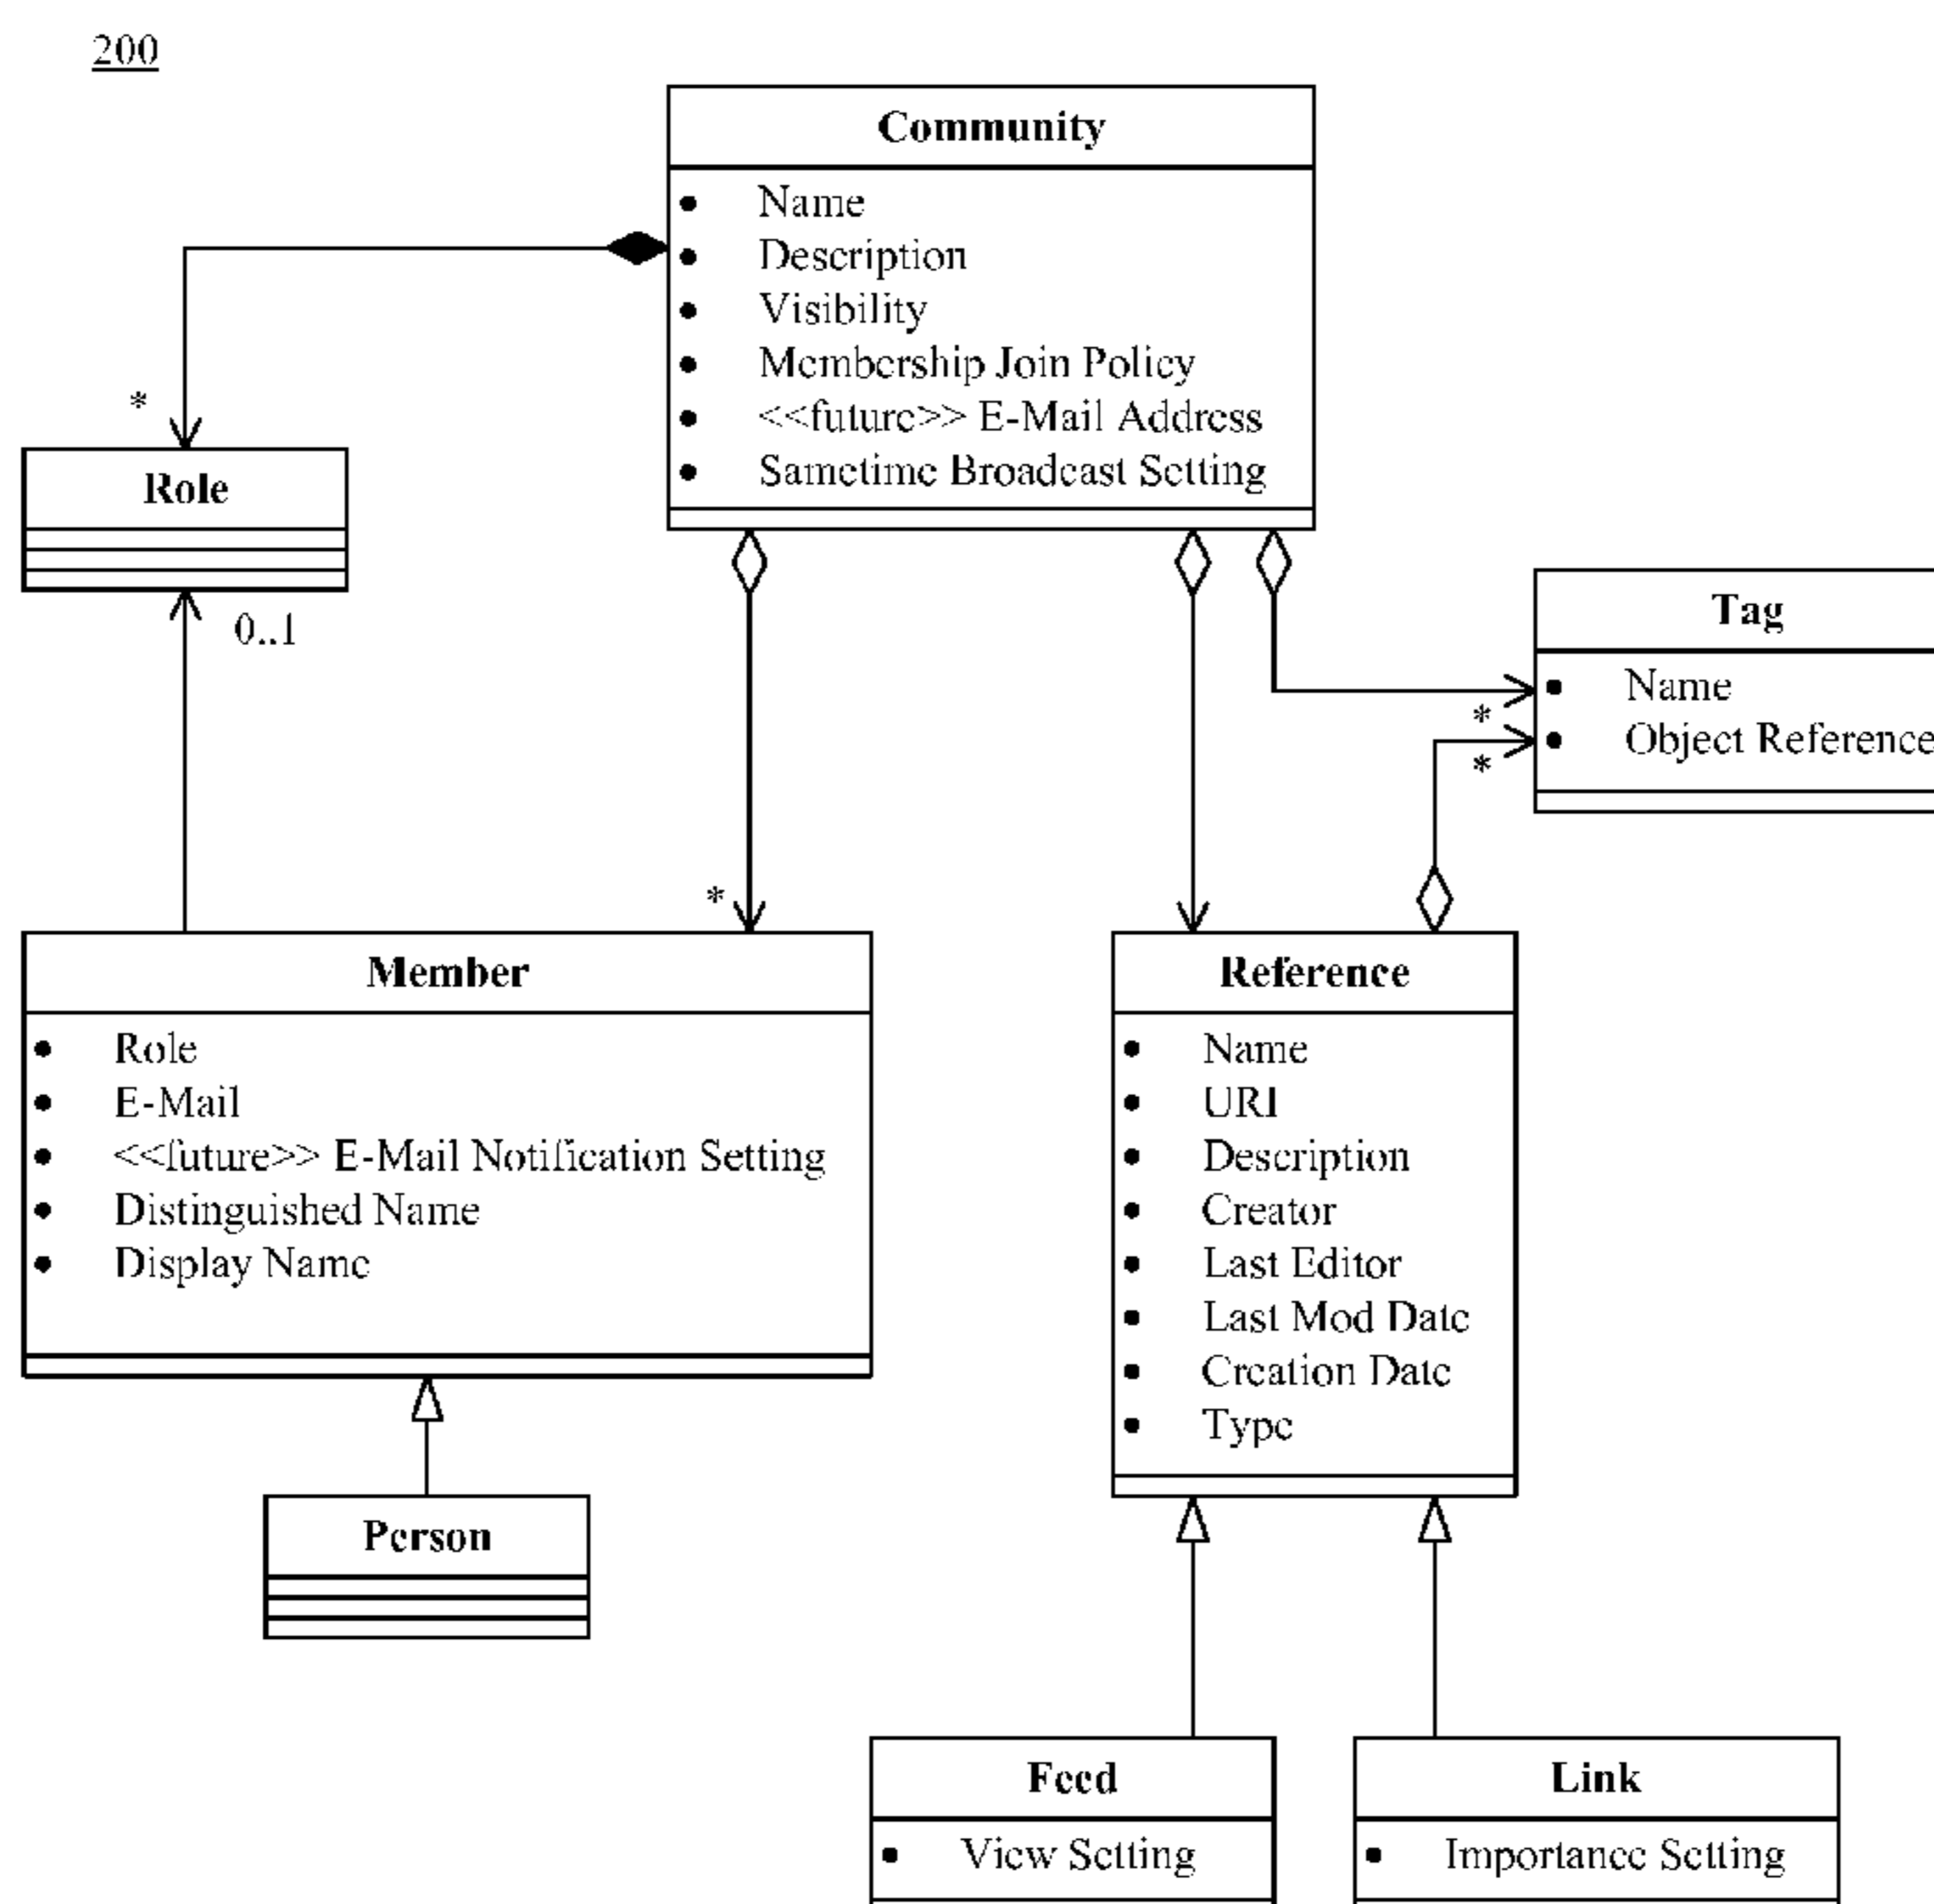 200
Community
• Name
• Description
• Visibility
• Membership Join Policy
• <<future>> E-Mail Address
• Sametime Broadcast Setting
*
Role
0..1
Tag
• Name
• Object Reference
*
*
*
Member
• Role
• E-Mail
• <<future>> E-Mail Notification Setting
• Distinguished Name
• Display Name
Reference
• Name
• URI
• Description
• Creator
• Last Editor
• Last Mod Date
• Creation Date
• Type
Person
Feed
• View Setting
Link
• Importance Setting